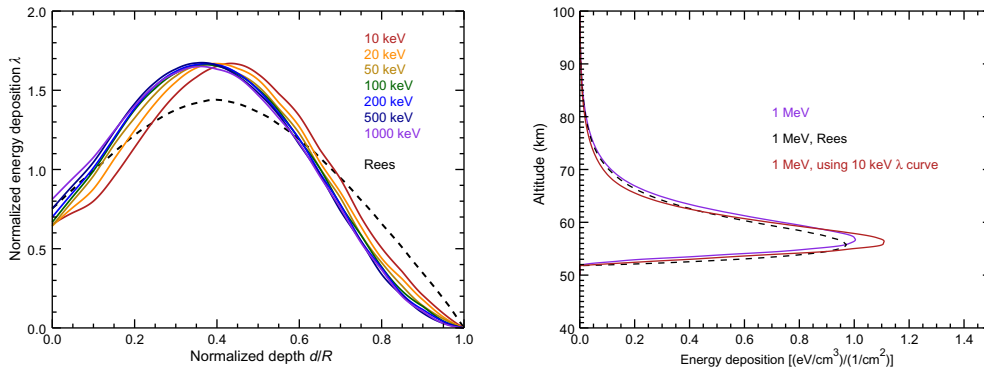 2.0
1.5
1.0
0.5
0.0
Normalized energy deposition λ
10 keV
20 keV
50 keV
100 keV
200 keV
500 keV
1000 keV
Rees
0.0 0.2 0.4 0.6 0.8 1.0
Normalized depth d/R
100
90
80
70
60
50
40
Altitude (km)
1 MeV
1 MeV, Rees
1 MeV, using 10 keV λ curve
0.0 0.2 0.4 0.6 0.8 1.0 1.2 1.4
Energy deposition [(eV/cm³)/(1/cm²)]